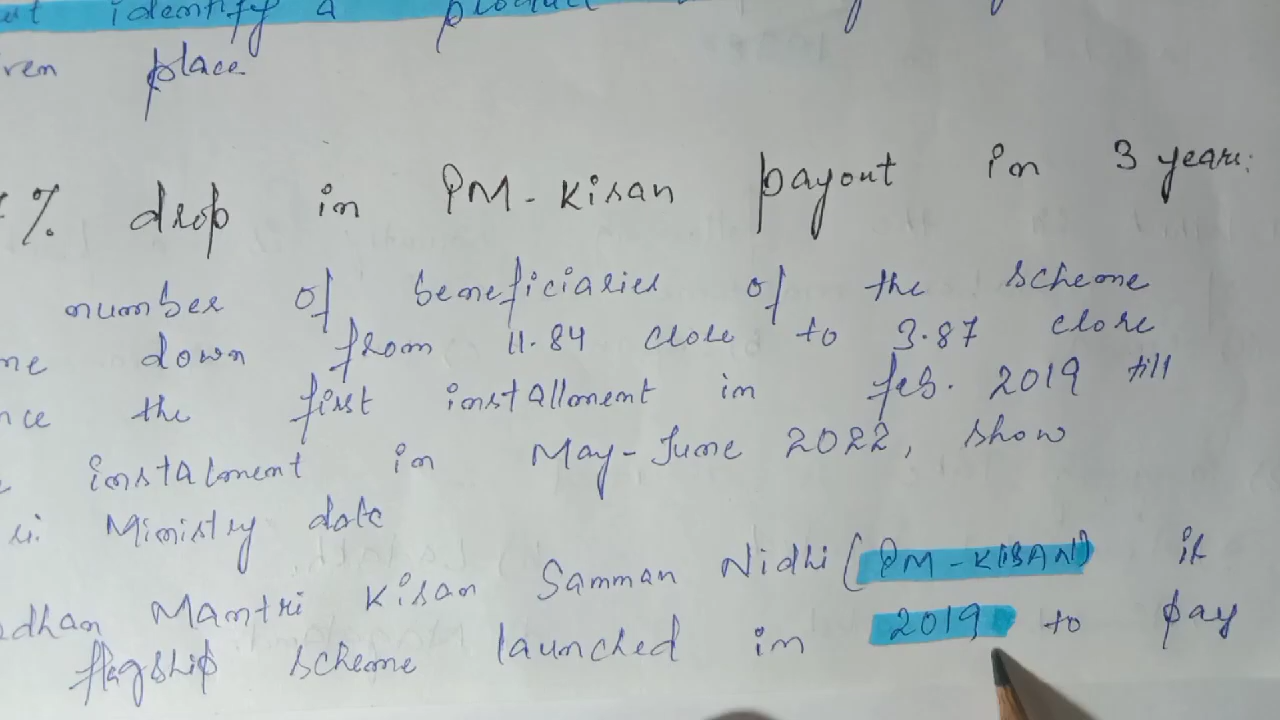 identify a product
place
% drop in PM-Kisan payout in 3 years:
number of beneficiaries of the scheme
down from 11.84 crore to 3.87 crore
the first installment in feb. 2019 till
instalment in May-June 2022, show
Ministry data
Mantri Kisan Samman Nidhi (PM-KISAN) is
flagship scheme launched in 2019 to pay